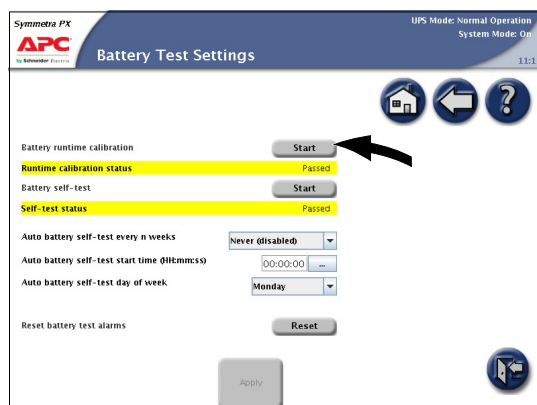 Symmetra PX
UPS Mode: Normal Operation
System Mode: On
APC
by Schneider Electric
Battery Test Settings
11:1
?
Battery runtime calibration Start
Runtime calibration status Passed
Battery self-test Start
Self-test status Passed
Auto battery self-test every n weeks Never (disabled)
Auto battery self-test start time (HH:mm:ss) 00:00:00 ...
Auto battery self-test day of week Monday
Reset battery test alarms Reset
Apply